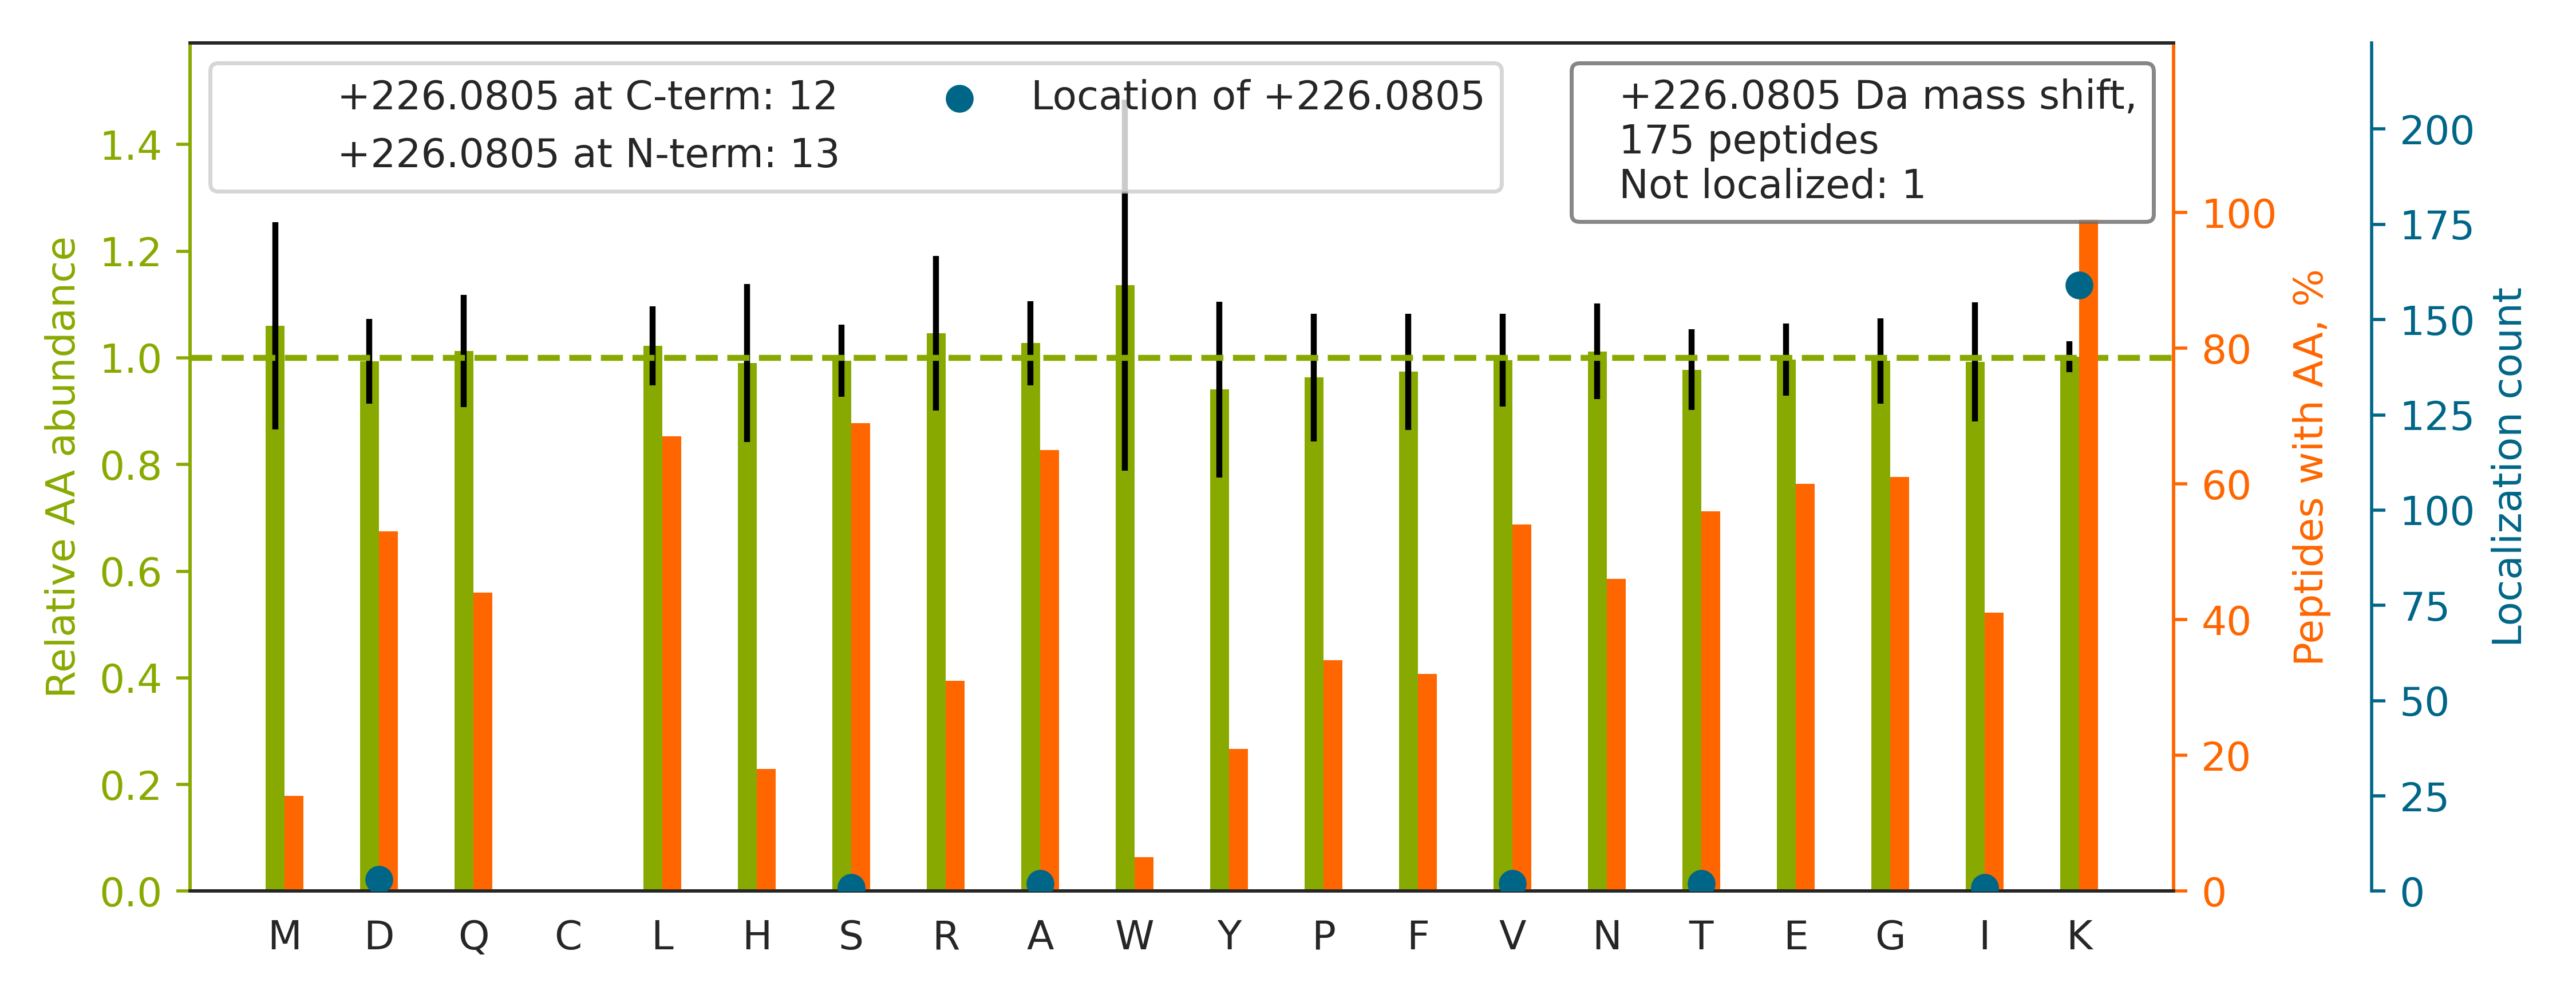 +226.0805 at C-term: 12
+226.0805 at N-term: 13
Location of +226.0805
+226.0805 Da mass shift,
175 peptides
Not localized: 1
Relative AA abundance
1.4
1.2
1.0
0.8
0.6
0.4
0.2
0.0
M D Q C L H S R A W Y P F V N T E G I K
100
80
60
40
20
0
Peptides with AA, %
200
175
150
125
100
75
50
25
0
Localization count